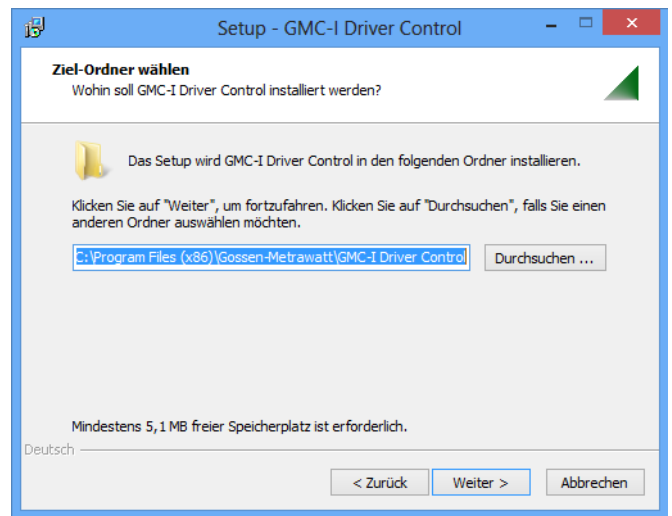 Setup - GMC-I Driver Control
Ziel-Ordner wählen
Wohin soll GMC-I Driver Control installiert werden?
Das Setup wird GMC-I Driver Control in den folgenden Ordner installieren.
Klicken Sie auf "Weiter", um fortzufahren. Klicken Sie auf "Durchsuchen", falls Sie einen
anderen Ordner auswählen möchten.
C:\Program Files (x86)\Gossen-Metrawatt\GMC-I Driver Control
Durchsuchen ...
Mindestens 5,1 MB freier Speicherplatz ist erforderlich.
Deutsch
< Zurück
Weiter >
Abbrechen